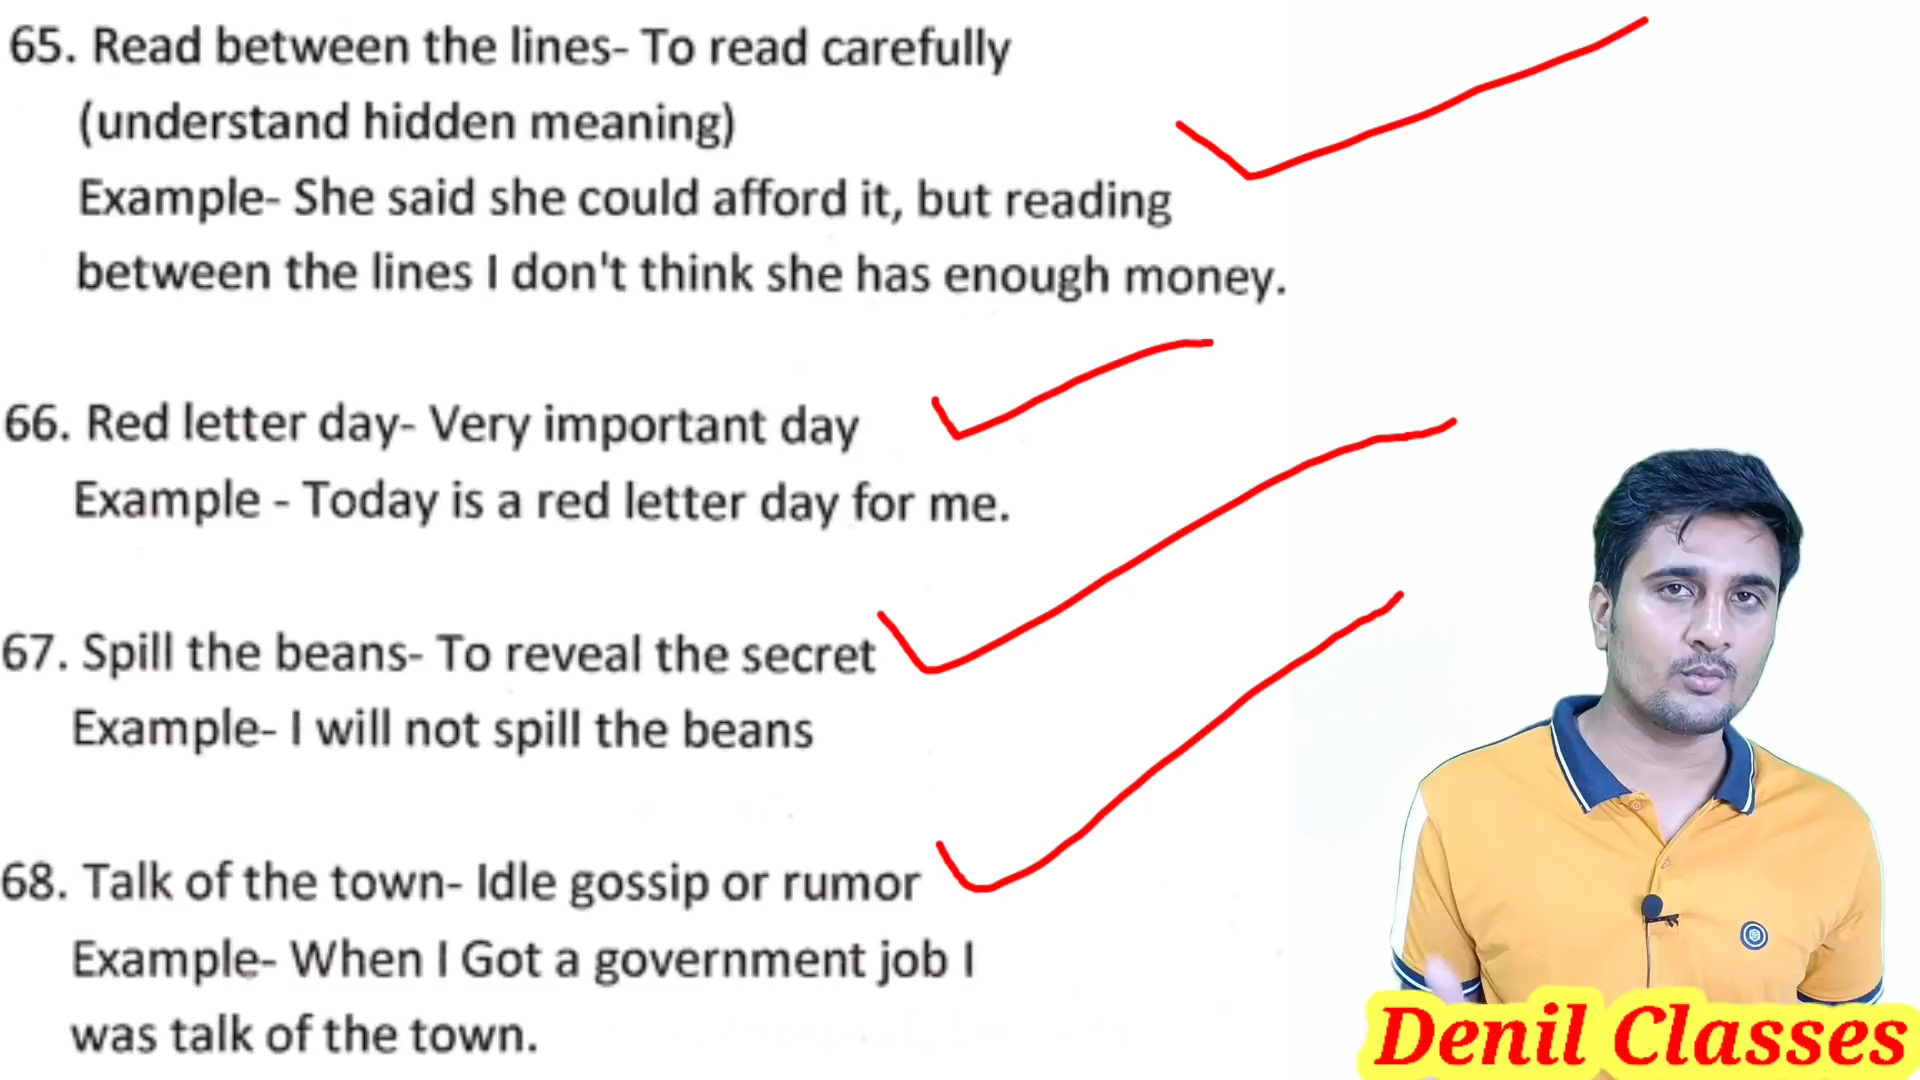 65. Read between the lines- To read carefully
(understand hidden meaning)
Example- She said she could afford it, but reading
between the lines I don't think she has enough money.
66. Red letter day- Very important day
Example - Today is a red letter day for me.
67. Spill the beans- To reveal the secret
Example- I will not spill the beans
68. Talk of the town- Idle gossip or rumor
Example- When I Got a government job I
was talk of the town.
Denil Classes